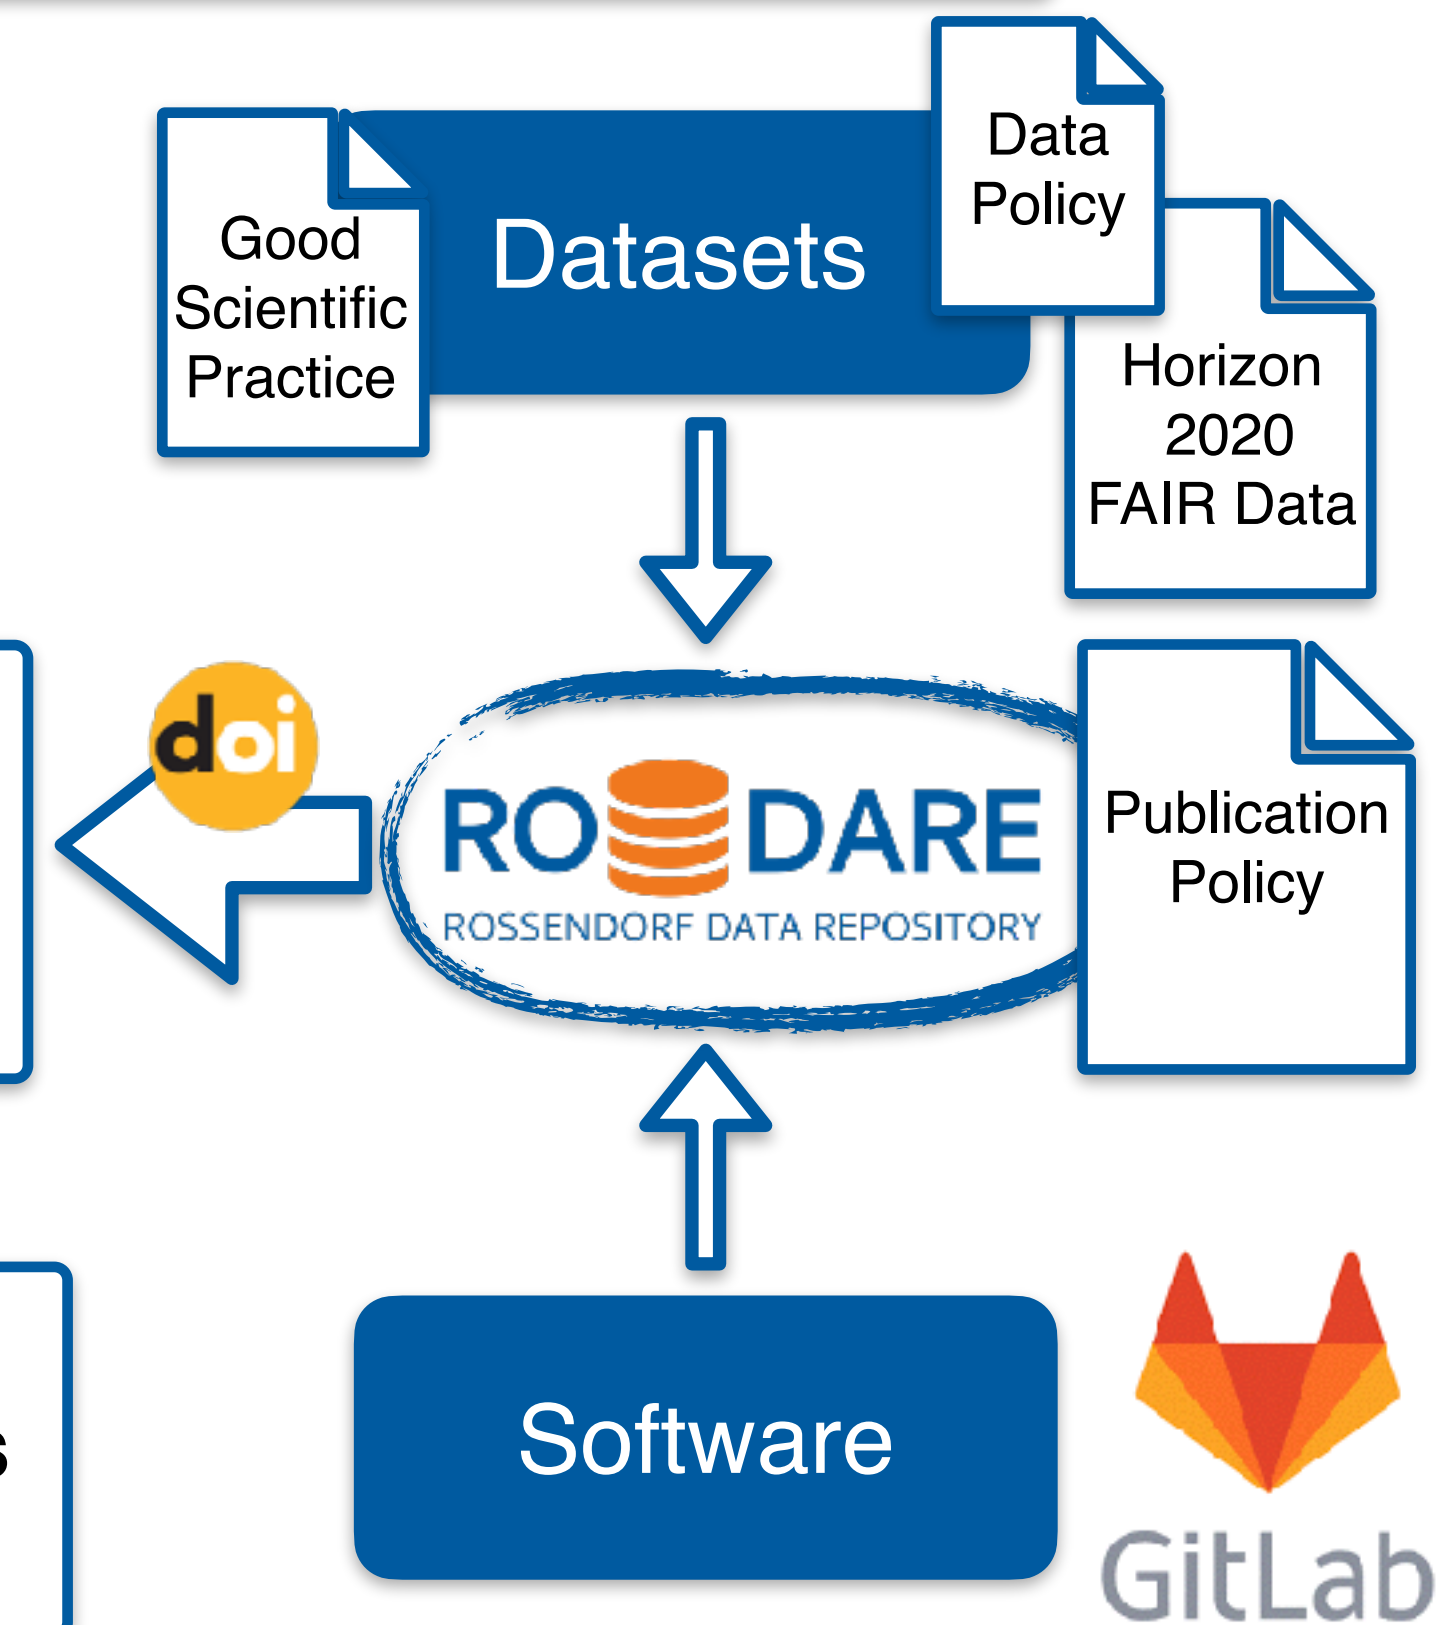 Data
Policy
Good
Scientific
Practice
Datasets
Horizon
2020
FAIR Data
doi
RO DARE
ROSSENDORF DATA REPOSITORY
Publication
Policy
s
Software
GitLab